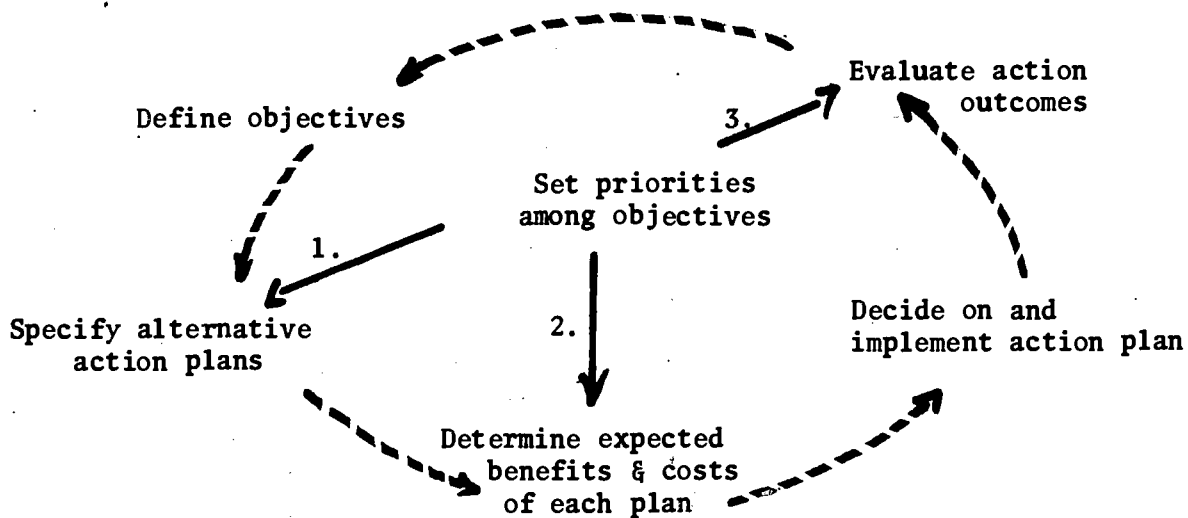 Evaluate action
outcomes
Define objectives
3.
Set priorities
among objectives
1.
Specify alternative
action plans
2.
Decide on and
implement action plan
Determine expected
benefits & costs
of each plan